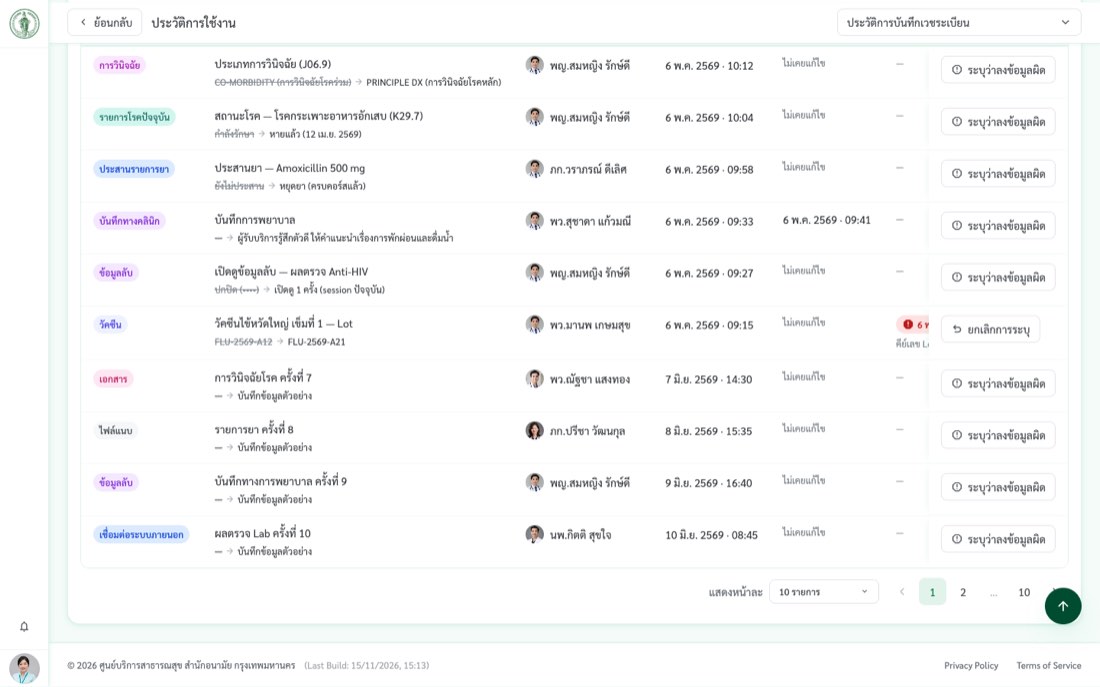 ย้อนกลับ ประวัติการใช้งาน ประวัติการบันทึกเวชระเบียน
การวินิจฉัย ประเภทการวินิจฉัย (J06.9) พญ.สมหญิง รักษ์ดี 6 พ.ค. 2569 · 10:12 ไม่เคยแก้ไข — ระบุว่าลงข้อมูลผิด
CO-MORBIDITY (การวินิจฉัยโรคร่วม) → PRINCIPLE DX (การวินิจฉัยโรคหลัก)
รายการโรคปัจจุบัน สถานะโรค — โรคกระเพาะอาหารอักเสบ (K29.7) พญ.สมหญิง รักษ์ดี 6 พ.ค. 2569 · 10:04 ไม่เคยแก้ไข — ระบุว่าลงข้อมูลผิด
กำลังรักษา → หายแล้ว (12 เม.ย. 2569)
ประสานรายการยา ประสานยา — Amoxicillin 500 mg ภก.วราภรณ์ ดีเลิศ 6 พ.ค. 2569 · 09:58 ไม่เคยแก้ไข — ระบุว่าลงข้อมูลผิด
ยังไม่ประสาน → หยุดยา (ครบคอร์สแล้ว)
บันทึกทางคลินิก บันทึกการพยาบาล พว.สุชาดา แก้วมณี 6 พ.ค. 2569 · 09:33 6 พ.ค. 2569 · 09:41 — ระบุว่าลงข้อมูลผิด
— → ผู้รับบริการรู้สึกตัวดี ให้คำแนะนำเรื่องการพักผ่อนและดื่มน้ำ
ข้อมูลลับ เปิดดูข้อมูลลับ — ผลตรวจ Anti-HIV พญ.สมหญิง รักษ์ดี 6 พ.ค. 2569 · 09:27 ไม่เคยแก้ไข — ระบุว่าลงข้อมูลผิด
ปกปิด (••••) → เปิดดู 1 ครั้ง (session ปัจจุบัน)
วัคซีน วัคซีนไข้หวัดใหญ่ เข็มที่ 1 — Lot พว.มานพ เกษมสุข 6 พ.ค. 2569 · 09:15 ไม่เคยแก้ไข 6 ยกเลิกการระบุ
FLU-2569-A12 → FLU-2569-A21 คีย์เลข
เอกสาร การวินิจฉัยโรค ครั้งที่ 7 พว.ณัฐชา แสงทอง 7 มิ.ย. 2569 · 14:30 ไม่เคยแก้ไข — ระบุว่าลงข้อมูลผิด
— → บันทึกข้อมูลตัวอย่าง
ไฟล์แนบ รายการยา ครั้งที่ 8 ภก.ปรีชา วัฒนกุล 8 มิ.ย. 2569 · 15:35 ไม่เคยแก้ไข — ระบุว่าลงข้อมูลผิด
— → บันทึกข้อมูลตัวอย่าง
ข้อมูลลับ บันทึกทางการพยาบาล ครั้งที่ 9 พญ.สมหญิง รักษ์ดี 9 มิ.ย. 2569 · 16:40 ไม่เคยแก้ไข — ระบุว่าลงข้อมูลผิด
— → บันทึกข้อมูลตัวอย่าง
เชื่อมต่อระบบภายนอก ผลตรวจ Lab ครั้งที่ 10 นพ.กิตติ สุขใจ 10 มิ.ย. 2569 · 08:45 ไม่เคยแก้ไข — ระบุว่าลงข้อมูลผิด
— → บันทึกข้อมูลตัวอย่าง
แสดงหน้าละ 10 รายการ 1 2 ... 10
© 2026 ศูนย์บริการสาธารณสุข สำนักอนามัย กรุงเทพมหานคร (Last Build: 15/11/2026, 15:13) Privacy Policy Terms of Service